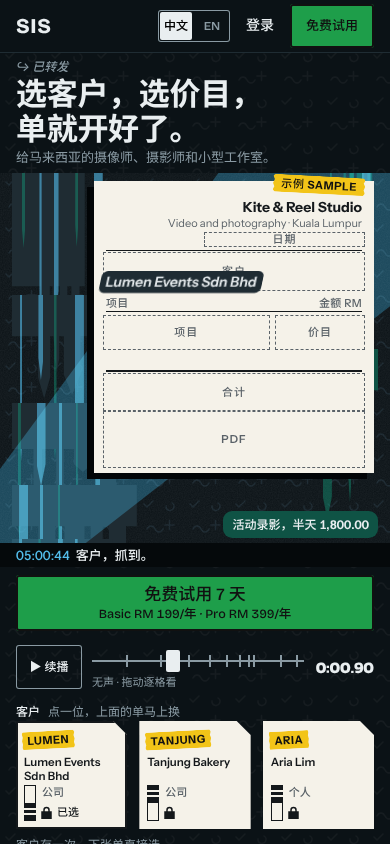 SIS
中文
EN
登录
免费试用
↪ 已转发
选客户，选价目，
单就开好了。
给马来西亚的摄像师、摄影师和小型工作室。
示例 SAMPLE
Kite & Reel Studio
Video and photography · Kuala Lumpur
日期
Lumen Events Sdn Bhd
项目
金额 RM
项目
价目
合计
PDF
活动录影，半天 1,800.00
05:00:44 客户，抓到。
免费试用 7 天
Basic RM 199/年 · Pro RM 399/年
▶ 续播
0:00.90
无声 · 拖动逐格看
客户 点一位，上面的单马上换
LUMEN
Lumen Events
Sdn Bhd
公司
已选
TANJUNG
Tanjung Bakery
公司
ARIA
Aria Lim
个人